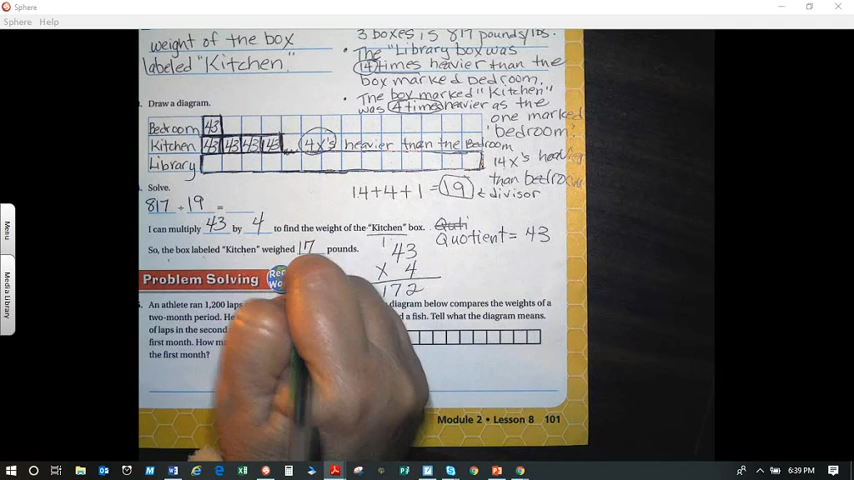 Sphere
Sphere Help
Menu
Media Library
weight of the box
labeled "Kitchen."
3 boxes is 817 pounds/lbs.
• The "Library box was
14 times heavier than the
box marked bedroom.
• The box marked "Kitchen"
was 4 times heavier as the
one marked
"bedroom"
14x's heavier
than bedroom
. Draw a diagram.
Bedroom 43
Kitchen 43 43 43 43 4x's heavier than the Bedroom
Library
. Solve.
14+4+1 = 19 divisor
817 ÷ 19 =
I can multiply 43 by 4 to find the weight of the "Kitchen" box.
Quotient = 43
So, the box labeled "Kitchen" weighed 17 pounds.
1
43
X 4
172
Problem Solving
An athlete ran 1,200 laps
two-month period. He
of laps in the second
first month. How
the first month?
diagram below compares the weights of a
a fish. Tell what the diagram means.
Module 2 • Lesson 8 101
6:39 PM